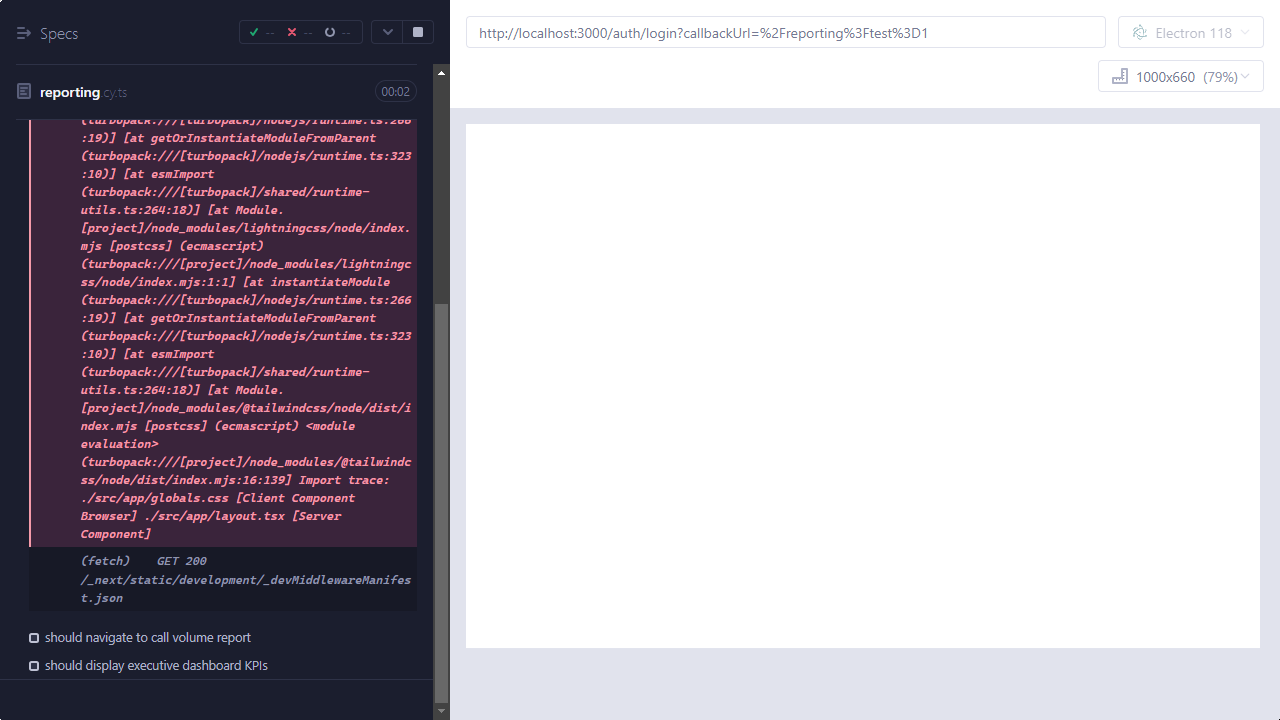 Specs
-- -- --
http://localhost:3000/auth/login?callbackUrl=%2Freporting%3Ftest%3D1
Electron 118
1000x660 (79%)
reporting.cy.ts
00:02
(turbopack:///[turbopack]/nodejs/runtime.ts:266
:19)] [at getOrInstantiateModuleFromParent
(turbopack:///[turbopack]/nodejs/runtime.ts:323
:10)] [at esmImport
(turbopack:///[turbopack]/shared/runtime-
utils.ts:264:18)] [at Module.
[project]/node_modules/lightningcss/node/index.
mjs [postcss] (ecmascript)
(turbopack:///[project]/node_modules/lightningc
ss/node/index.mjs:1:1] [at instantiateModule
(turbopack:///[turbopack]/nodejs/runtime.ts:266
:19)] [at getOrInstantiateModuleFromParent
(turbopack:///[turbopack]/nodejs/runtime.ts:323
:10)] [at esmImport
(turbopack:///[turbopack]/shared/runtime-
utils.ts:264:18)] [at Module.
[project]/node_modules/@tailwindcss/node/dist/i
ndex.mjs [postcss] (ecmascript) <module
evaluation>
(turbopack:///[project]/node_modules/@tailwindc
ss/node/dist/index.mjs:16:139] Import trace:
./src/app/globals.css [Client Component
Browser] ./src/app/layout.tsx [Server
Component]
(fetch) GET 200
/_next/static/development/_devMiddlewareManifes
t.json
should navigate to call volume report
should display executive dashboard KPIs